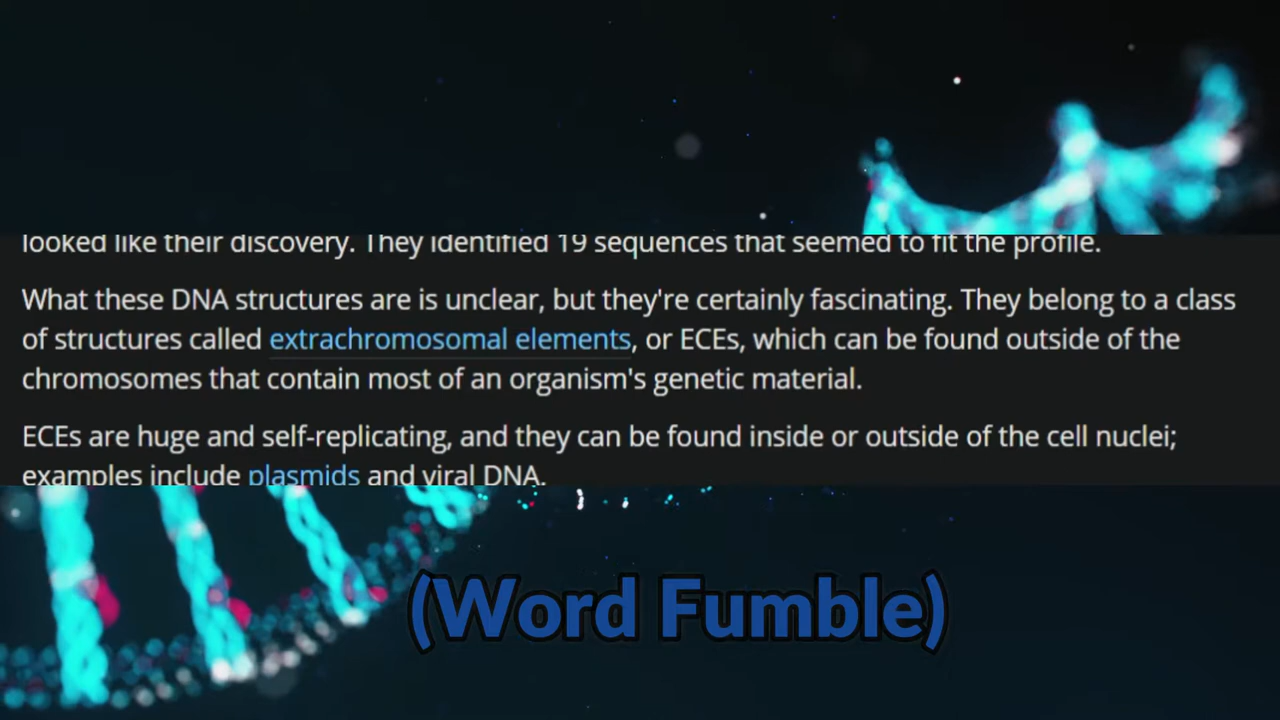 looked like their discovery. They identified 19 sequences that seemed to fit the profile.
What these DNA structures are is unclear, but they're certainly fascinating. They belong to a class
of structures called extrachromosomal elements, or ECEs, which can be found outside of the
chromosomes that contain most of an organism's genetic material.
ECEs are huge and self-replicating, and they can be found inside or outside of the cell nuclei;
examples include plasmids and viral DNA.
(Word Fumble)